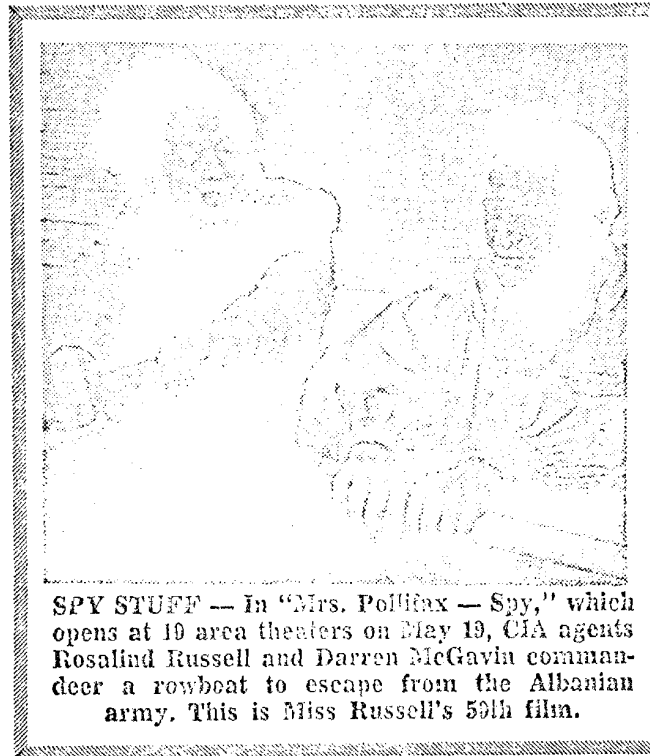 SPY STUFF — In “Mrs. Pollifax — Spy,” which
opens at area theaters on May 19, CIA agents
Rosalind Russell and Darren McGavin comman-
deer a rowboat to escape from the Albanian
army. This is Miss Russell's 59th film.